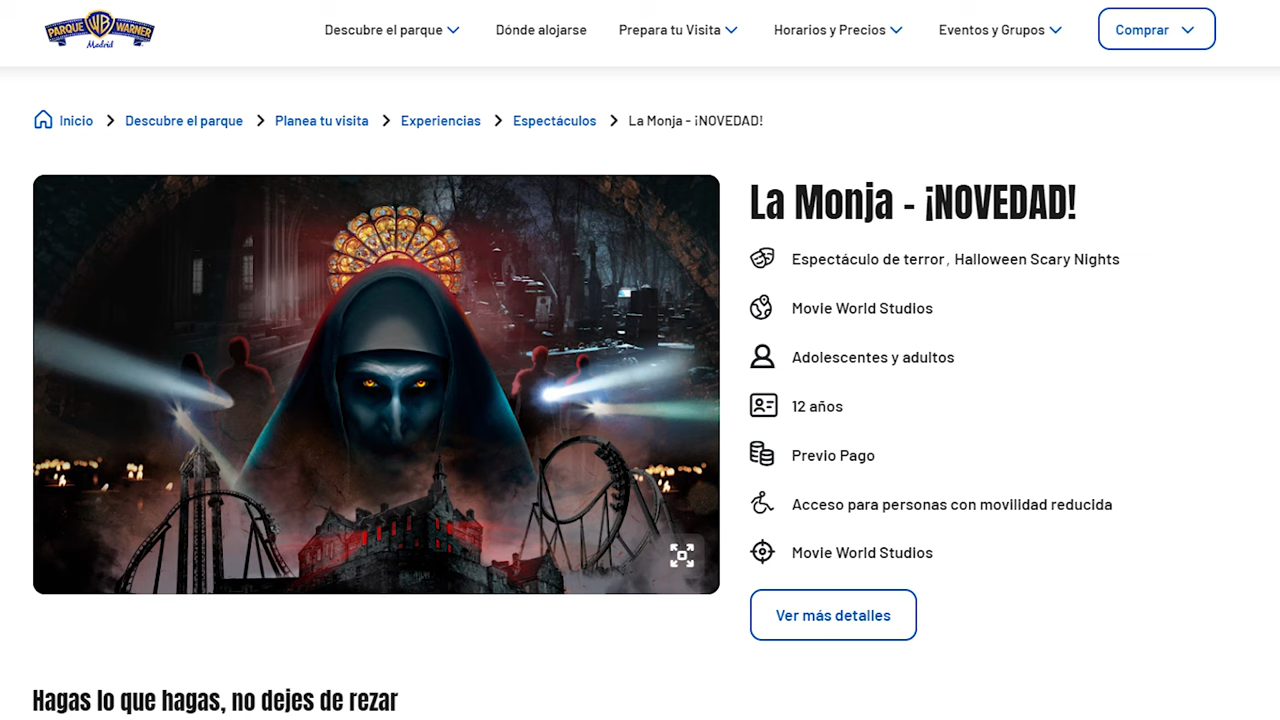 PARQUE WB WARNER
Madrid
Descubre el parque
Dónde alojarse
Prepara tu Visita
Horarios y Precios
Eventos y Grupos
Comprar
Inicio
Descubre el parque
Planea tu visita
Experiencias
Espectáculos
La Monja - ¡NOVEDAD!
La Monja - ¡NOVEDAD!
Espectáculo de terror , Halloween Scary Nights
Movie World Studios
Adolescentes y adultos
12 años
Previo Pago
Acceso para personas con movilidad reducida
Movie World Studios
Ver más detalles
Hagas lo que hagas, no dejes de rezar